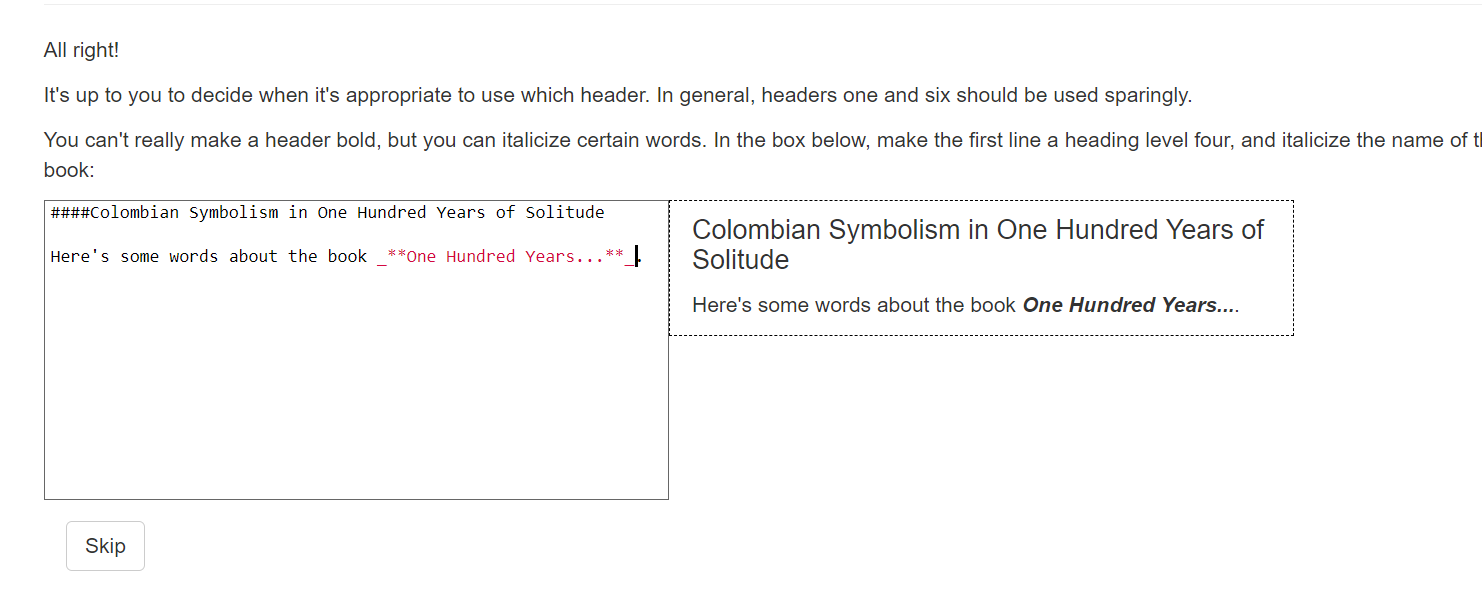 All right!
It's up to you to decide when it's appropriate to use which header. In general, headers one and six should be used sparingly.
You can't really make a header bold, but you can italicize certain words. In the box below, make the first line a heading level four, and italicize the name of
book:
####Colombian Symbolism in One Hundred Years of Solitude
Here's some words about the book _**One Hundred Years...**_.
Colombian Symbolism in One Hundred Years of
Solitude
Here's some words about the book One Hundred Years....
Skip